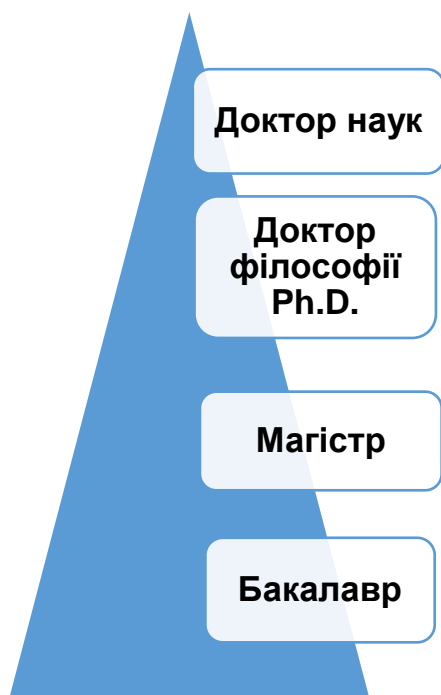 Доктор наук
Доктор
філософії
Ph.D.
Магістр
Бакалавр